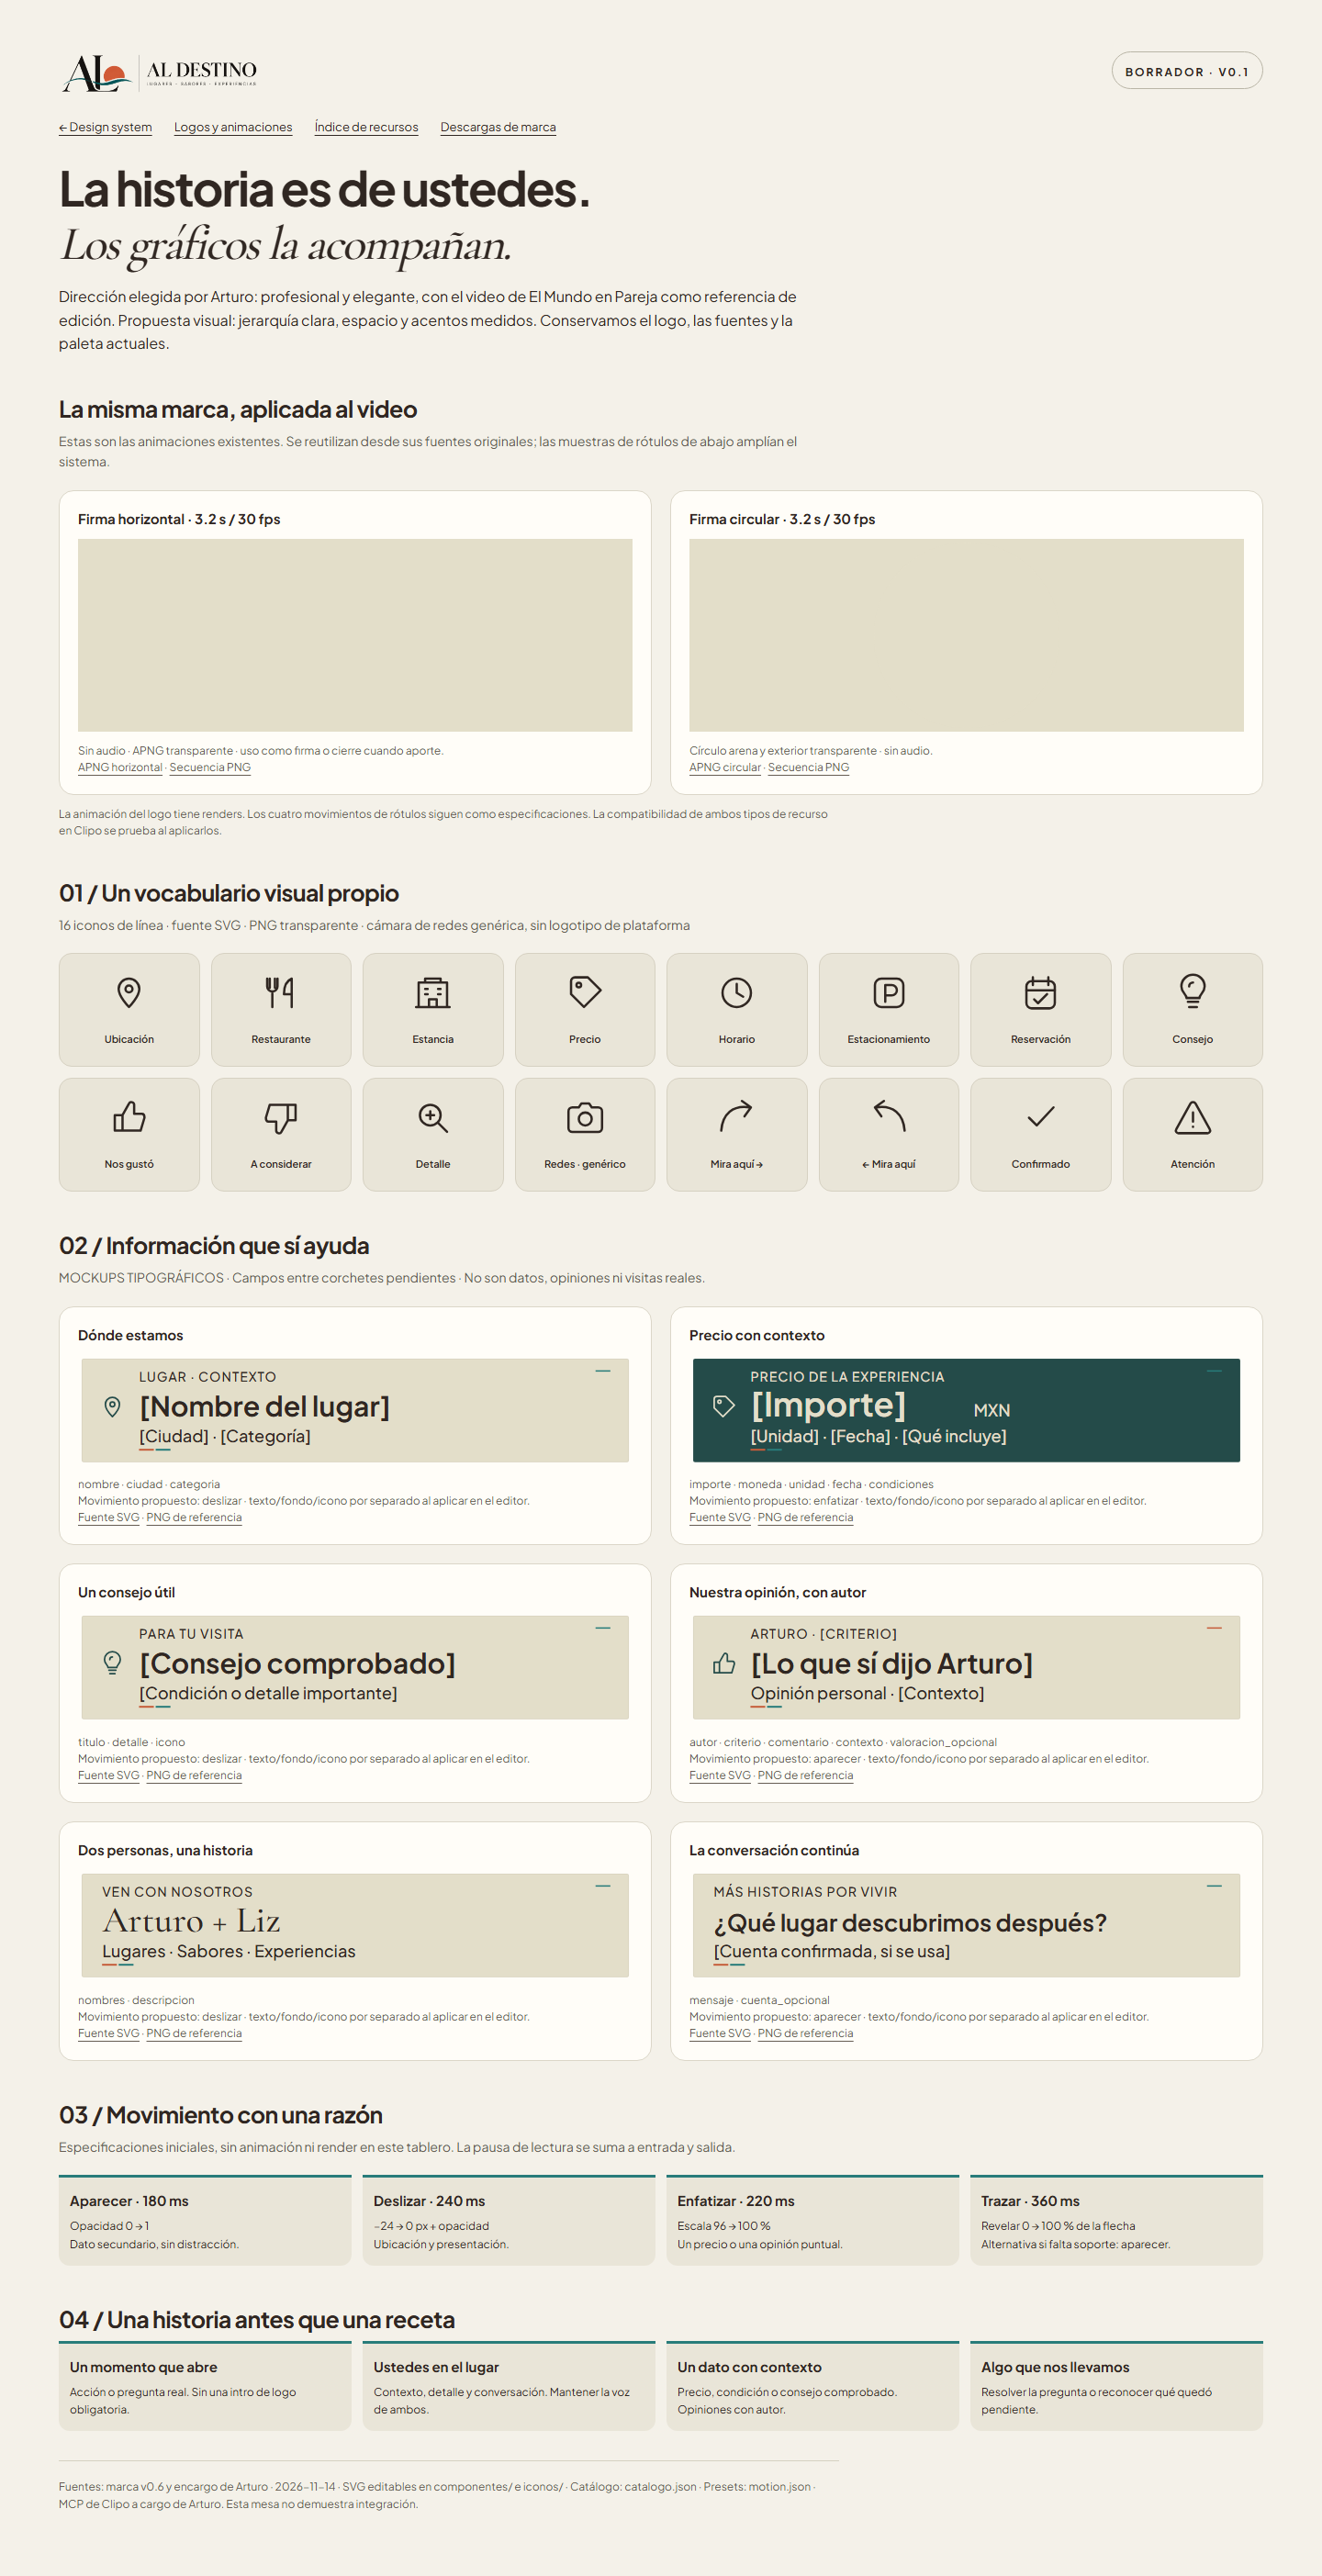 AL
AL DESTINO
LUGARES · SABORES · EXPERIENCIAS
BORRADOR · V0.1
← Design system
Logos y animaciones
Índice de recursos
Descargas de marca
La historia es de ustedes.
Los gráficos la acompañan.
Dirección elegida por Arturo: profesional y elegante, con el video de El Mundo en Pareja como referencia de
edición. Propuesta visual: jerarquía clara, espacio y acentos medidos. Conservamos el logo, las fuentes y la
paleta actuales.
La misma marca, aplicada al video
Estas son las animaciones existentes. Se reutilizan desde sus fuentes originales; las muestras de rótulos de abajo amplían el
sistema.
Firma horizontal · 3.2 s / 30 fps
Sin audio · APNG transparente · uso como firma o cierre cuando aporte.
APNG horizontal · Secuencia PNG
Firma circular · 3.2 s / 30 fps
Círculo arena y exterior transparente · sin audio.
APNG circular · Secuencia PNG
La animación del logo tiene renders. Los cuatro movimientos de rótulos siguen como especificaciones. La compatibilidad de ambos tipos de recurso
en Clipo se prueba al aplicarlos.
01 / Un vocabulario visual propio
16 iconos de línea · fuente SVG · PNG transparente · cámara de redes genérica, sin logotipo de plataforma
Ubicación
Restaurante
Estancia
Precio
Horario
P
Estacionamiento
Reservación
Consejo
Nos gustó
A considerar
Detalle
Redes · genérico
Mira aquí →
← Mira aquí
Confirmado
Atención
02 / Información que sí ayuda
MOCKUPS TIPOGRÁFICOS · Campos entre corchetes pendientes · No son datos, opiniones ni visitas reales.
Dónde estamos
LUGAR · CONTEXTO
[Nombre del lugar]
[Ciudad] · [Categoría]
nombre · ciudad · categoria
Movimiento propuesto: deslizar · texto/fondo/icono por separado al aplicar en el editor.
Fuente SVG · PNG de referencia
Precio con contexto
PRECIO DE LA EXPERIENCIA
[Importe] MXN
[Unidad] · [Fecha] · [Qué incluye]
importe · moneda · unidad · fecha · condiciones
Movimiento propuesto: enfatizar · texto/fondo/icono por separado al aplicar en el editor.
Fuente SVG · PNG de referencia
Un consejo útil
PARA TU VISITA
[Consejo comprobado]
[Condición o detalle importante]
titulo · detalle · icono
Movimiento propuesto: deslizar · texto/fondo/icono por separado al aplicar en el editor.
Fuente SVG · PNG de referencia
Nuestra opinión, con autor
ARTURO · [CRITERIO]
[Lo que sí dijo Arturo]
Opinión personal · [Contexto]
autor · criterio · comentario · contexto · valoracion_opcional
Movimiento propuesto: aparecer · texto/fondo/icono por separado al aplicar en el editor.
Fuente SVG · PNG de referencia
Dos personas, una historia
VEN CON NOSOTROS
Arturo + Liz
Lugares · Sabores · Experiencias
nombres · descripcion
Movimiento propuesto: deslizar · texto/fondo/icono por separado al aplicar en el editor.
Fuente SVG · PNG de referencia
La conversación continúa
MÁS HISTORIAS POR VIVIR
¿Qué lugar descubrimos después?
[Cuenta confirmada, si se usa]
mensaje · cuenta_opcional
Movimiento propuesto: aparecer · texto/fondo/icono por separado al aplicar en el editor.
Fuente SVG · PNG de referencia
03 / Movimiento con una razón
Especificaciones iniciales, sin animación ni render en este tablero. La pausa de lectura se suma a entrada y salida.
Aparecer · 180 ms
Opacidad 0 → 1
Dato secundario, sin distracción.
Deslizar · 240 ms
−24 → 0 px + opacidad
Ubicación y presentación.
Enfatizar · 220 ms
Escala 96 → 100 %
Un precio o una opinión puntual.
Trazar · 360 ms
Revelar 0 → 100 % de la flecha
Alternativa si falta soporte: aparecer.
04 / Una historia antes que una receta
Un momento que abre
Acción o pregunta real. Sin una intro de logo
obligatoria.
Ustedes en el lugar
Contexto, detalle y conversación. Mantener la voz
de ambos.
Un dato con contexto
Precio, condición o consejo comprobado.
Opiniones con autor.
Algo que nos llevamos
Resolver la pregunta o reconocer qué quedó
pendiente.
Fuentes: marca v0.6 y encargo de Arturo · 2026-11-14 · SVG editables en componentes/ e iconos/ · Catálogo: catalogo.json · Presets: motion.json ·
MCP de Clipo a cargo de Arturo. Esta mesa no demuestra integración.